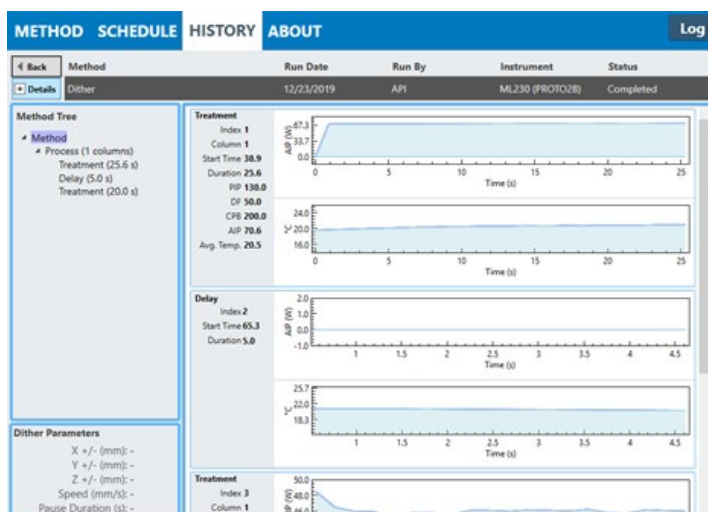 METHOD SCHEDULE HISTORY ABOUT Log
Back Method Run Date Run By Instrument Status
+ Details Dither 12/23/2019 API ML230 (PROTO2B) Completed
Method Tree
Method
Process (1 columns)
Treatment (25.6 s)
Delay (5.0 s)
Treatment (20.0 s)
Dither Parameters
X +/- (mm): -
Y +/- (mm): -
Z +/- (mm): -
Speed (mm/s): -
Pause Duration (s): -
Treatment
Index 1
Column 1
Start Time 38.9
Duration 25.6
PIP 130.0
DF 50.0
CPB 200.0
AIP 70.6
Avg. Temp. 20.5
AIP (W)
67.3
33.7
0.0
0 5 10 15 20 25
Time (s)
°C
24.0
20.0
16.0
0 5 10 15 20 25
Time (s)
Delay
Index 2
Start Time 65.3
Duration 5.0
AIP (W)
2.0
1.0
0.0
-1.0
1 1.5 2 2.5 3 3.5 4 4.5
Time (s)
°C
25.7
22.0
18.3
1 1.5 2 2.5 3 3.5 4 4.5
Time (s)
Treatment
Index 3
Column 1
AIP (W)
50.0
48.0
46.0